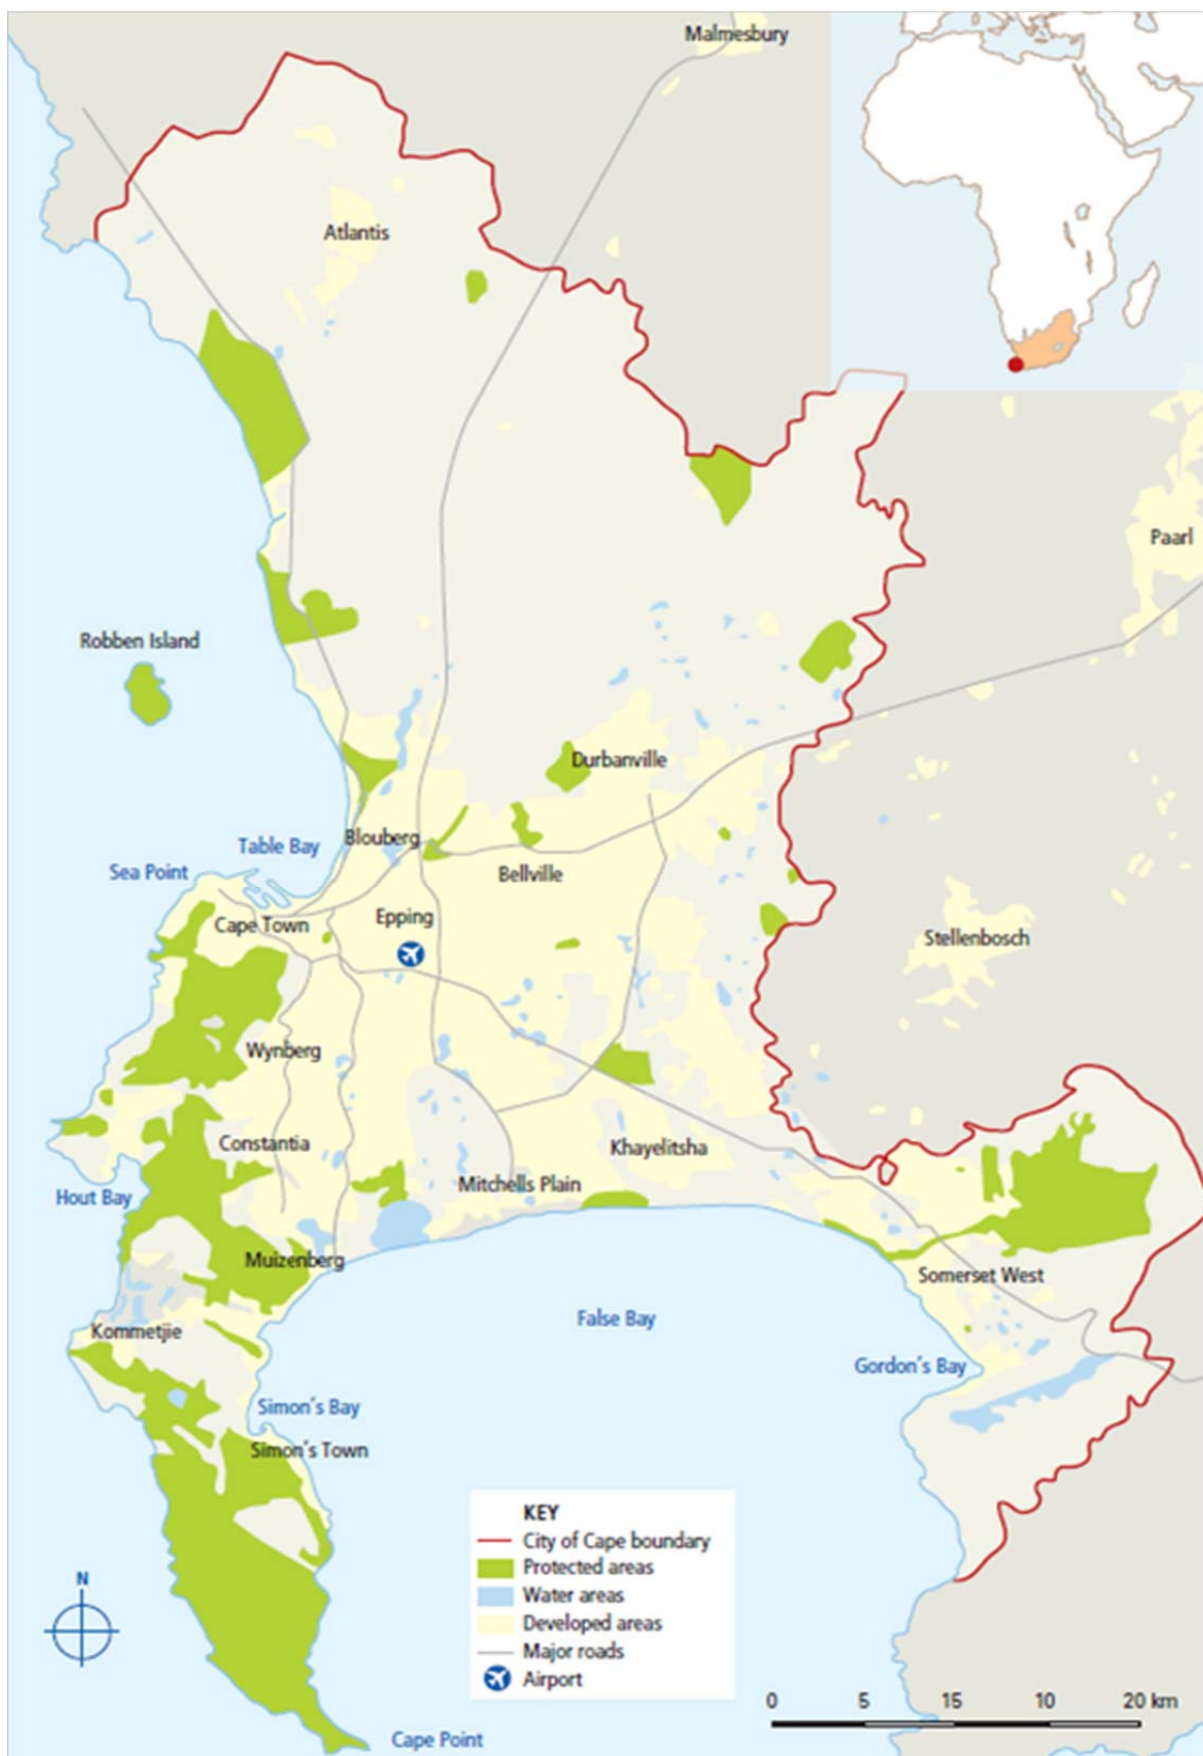 Malmesbury
Atlantis
Paarl
Robben Island
Durbanville
Blouberg
Table Bay
Sea Point
Bellville
Epping
Cape Town
Stellenbosch
Wynberg
Constantia
Khayelitsha
Mitchells Plain
Hout Bay
Muizenberg
Somerset West
False Bay
Kommetjie
Gordon's Bay
Simon's Bay
Simon's Town
KEY
City of Cape boundary
Protected areas
Water areas
Developed areas
Major roads
Airport
N
0 5 15 10 20 km
Cape Point